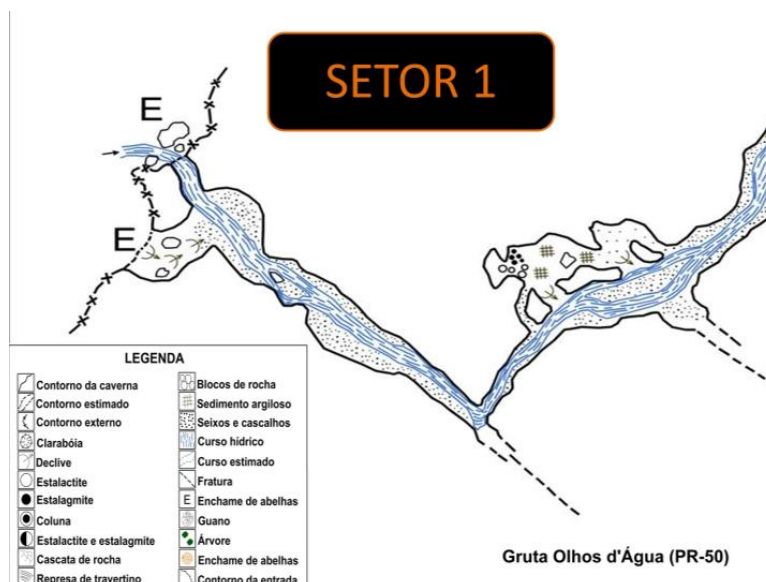 SETOR 1
E
E
LEGENDA
Contorno da caverna
Contorno estimado
Contorno externo
Clarabóia
Declive
Estalactite
Estalagmite
Coluna
Estalactite e estalagmite
Cascata de rocha
Represa de travertino
Blocos de rocha
Sedimento argiloso
Seixos e cascalhos
Curso hídrico
Curso estimado
Fratura
E Enchame de abelhas
Guano
Árvore
Enchame de abelhas
Contorno da entrada
Gruta Olhos d'Água (PR-50)